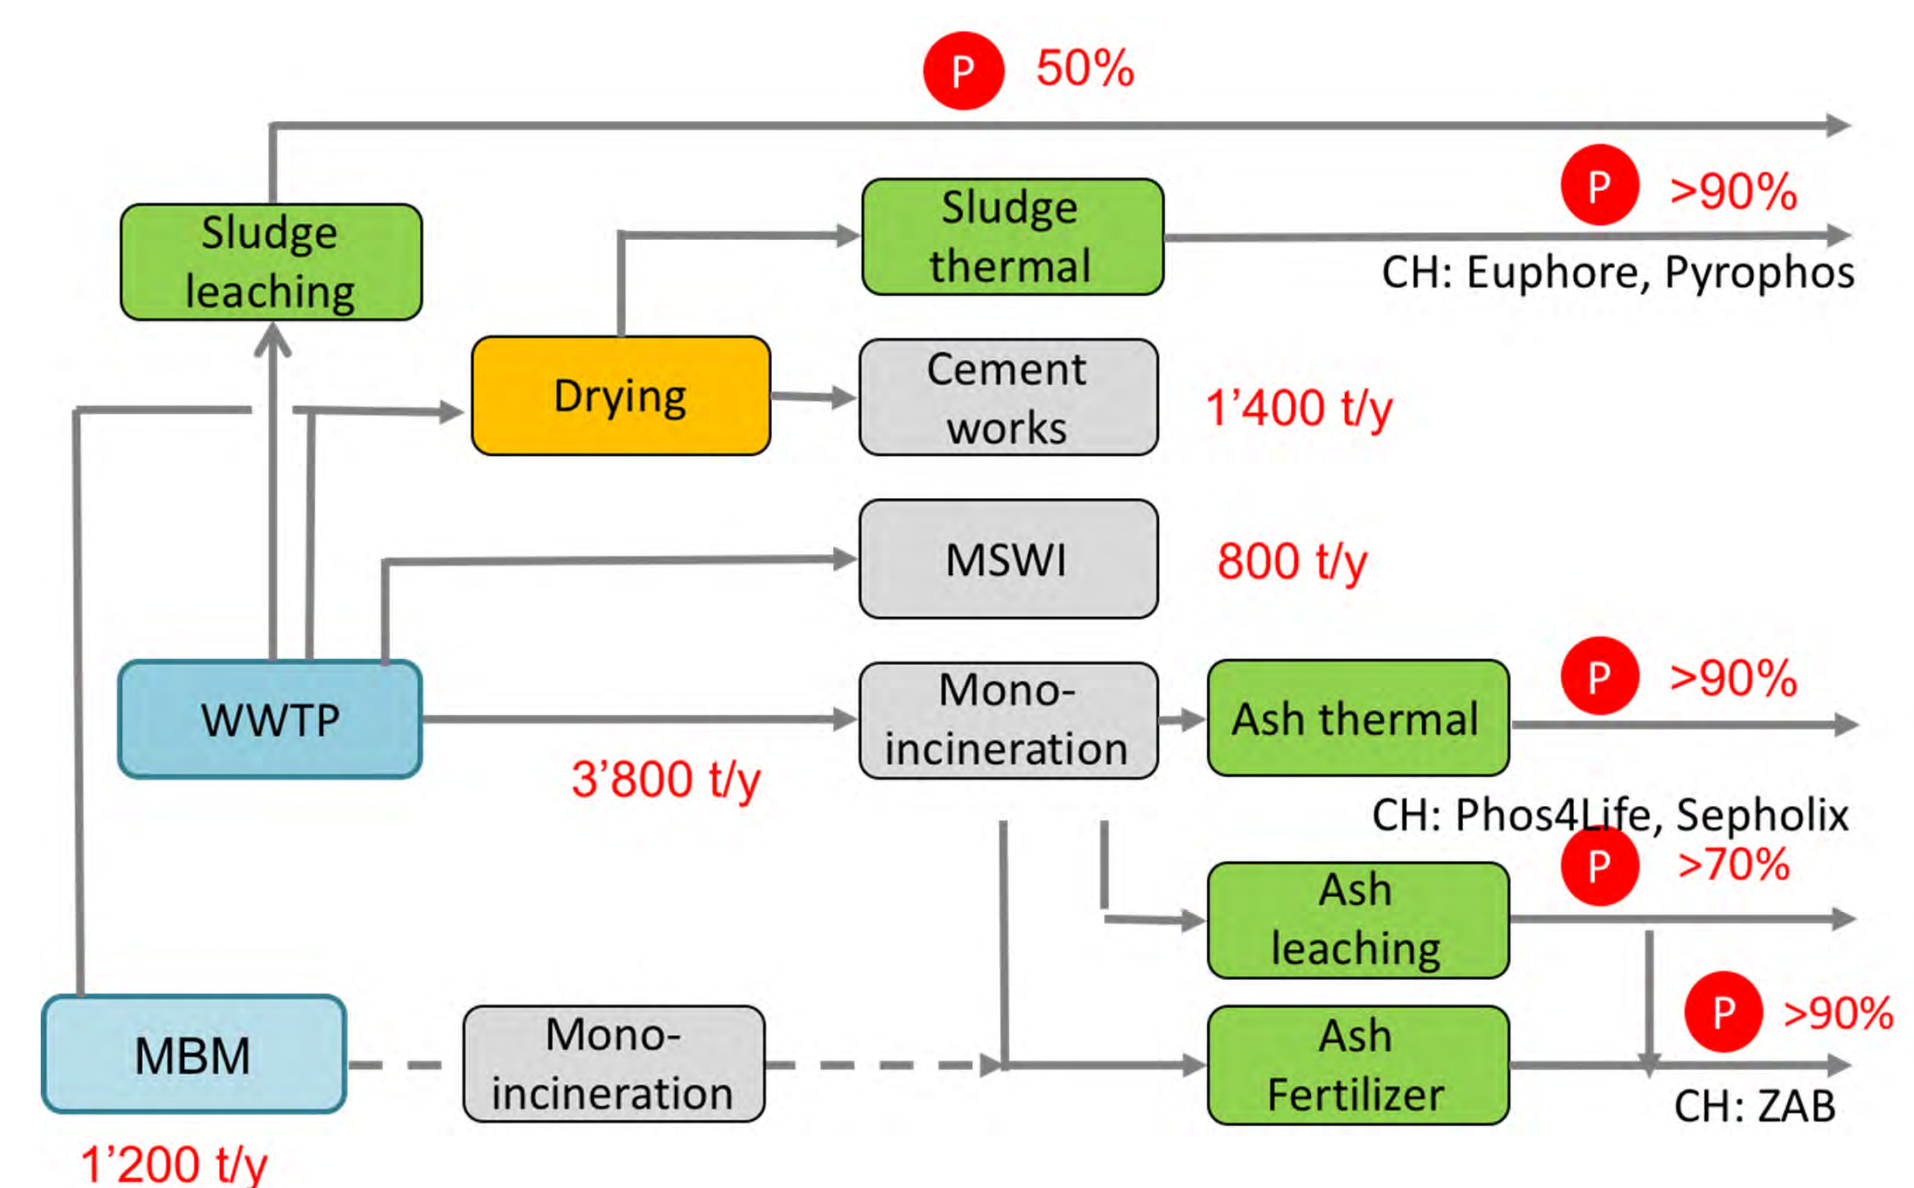 P 50%
P >90%
Sludge
leaching
Sludge
thermal
CH: Euphore, Pyrophos
Drying
Cement
works
1’400 t/y
MSWI
800 t/y
WWTP
3’800 t/y
Mono-
incineration
Ash thermal
P >90%
CH: Phos4Life, Sepholix
P >70%
Ash
leaching
MBM
1’200 t/y
Mono-
incineration
Ash
Fertilizer
P >90%
CH: ZAB